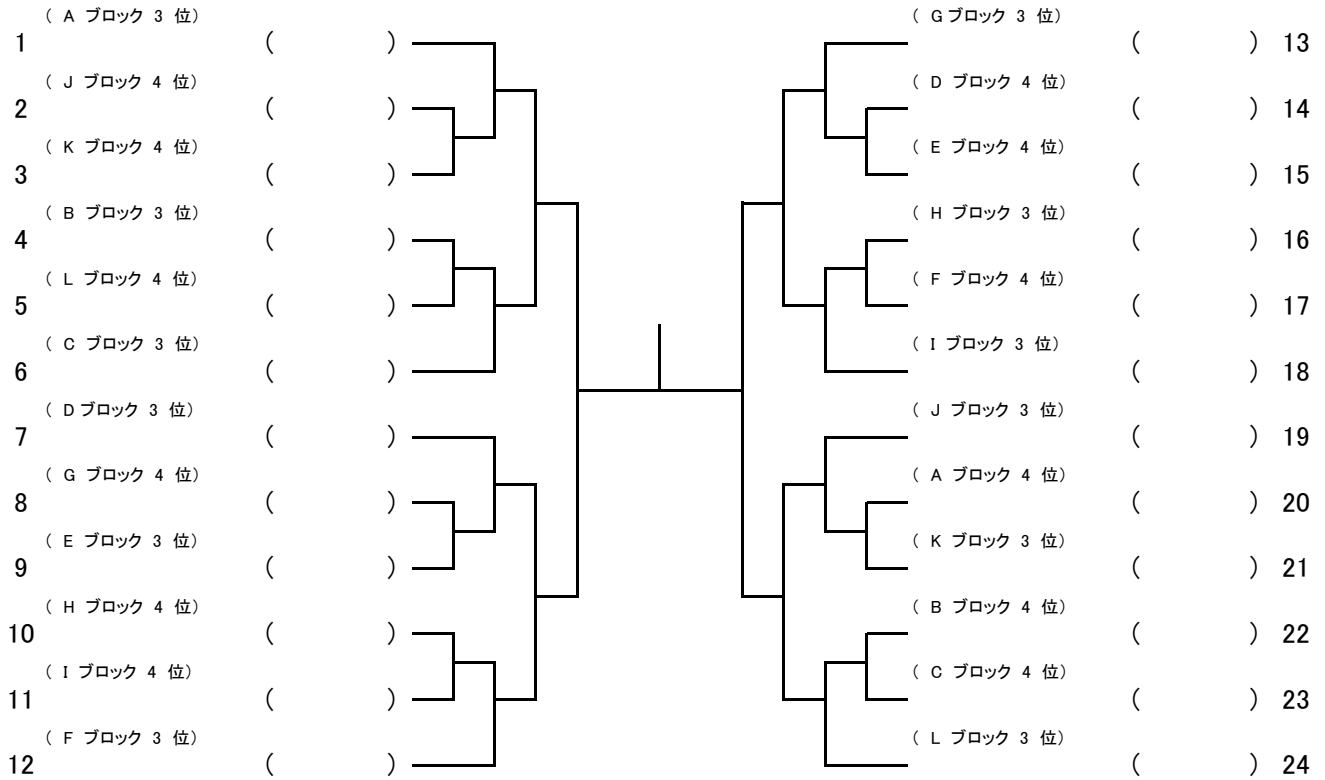 ( A ブロック 3 位)
1 ( )
( J ブロック 4 位)
2 ( )
( K ブロック 4 位)
3 ( )
( B ブロック 3 位)
4 ( )
( L ブロック 4 位)
5 ( )
( C ブロック 3 位)
6 ( )
( D ブロック 3 位)
7 ( )
( G ブロック 4 位)
8 ( )
( E ブロック 3 位)
9 ( )
( H ブロック 4 位)
10 ( )
( I ブロック 4 位)
11 ( )
( F ブロック 3 位)
12 ( )
( G ブロック 3 位)
( ) 13
( D ブロック 4 位)
( ) 14
( E ブロック 4 位)
( ) 15
( H ブロック 3 位)
( ) 16
( F ブロック 4 位)
( ) 17
( I ブロック 3 位)
( ) 18
( J ブロック 3 位)
( ) 19
( A ブロック 4 位)
( ) 20
( K ブロック 3 位)
( ) 21
( B ブロック 4 位)
( ) 22
( C ブロック 4 位)
( ) 23
( L ブロック 3 位)
( ) 24